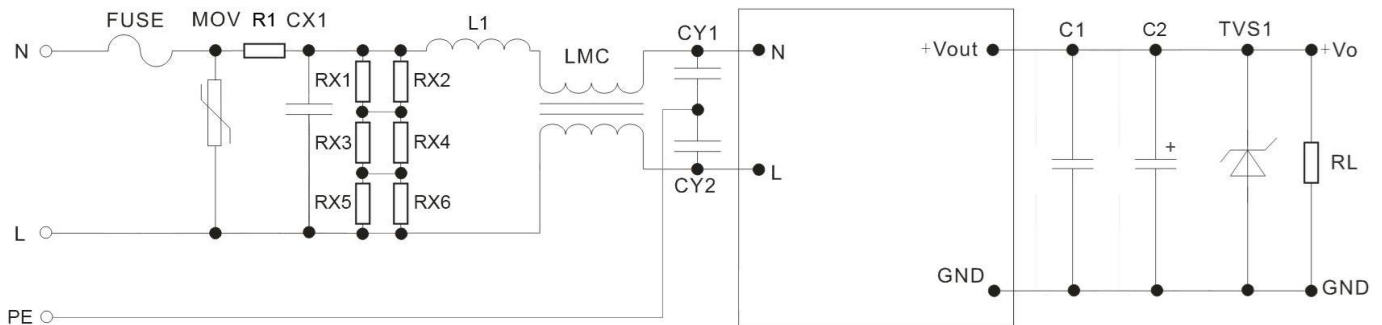 FUSE MOV R1 CX1 L1 LMC CY1 C1 C2 TVS1
N N +Vout +Vo
RX1 RX2
RX3 RX4 + RL
L CY2
RX5 RX6
L GND GND
PE